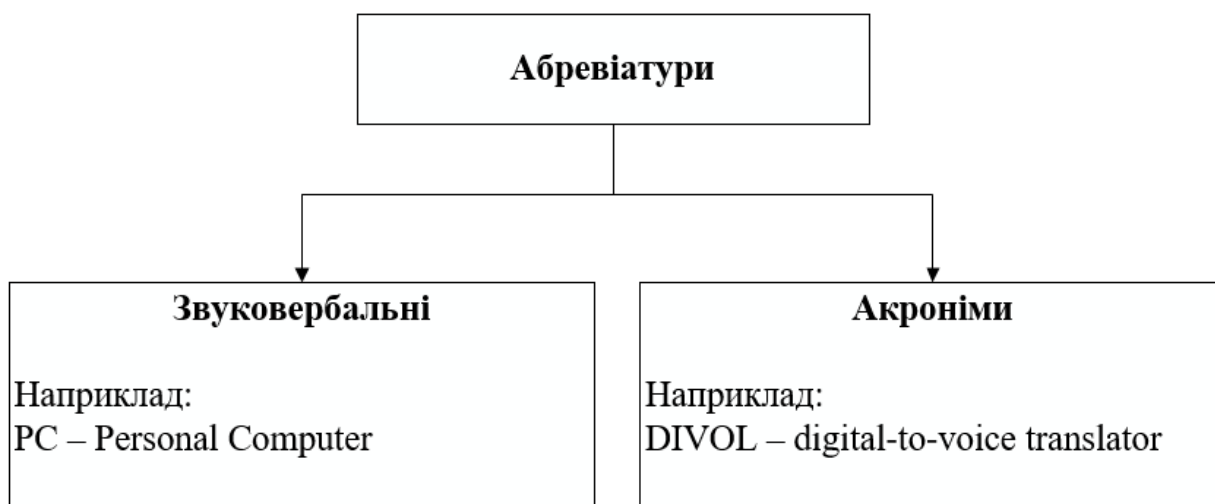 Абревіатури
Звуковербальні
Наприклад:
PC – Personal Computer
Акроніми
Наприклад:
DIVOL – digital-to-voice translator